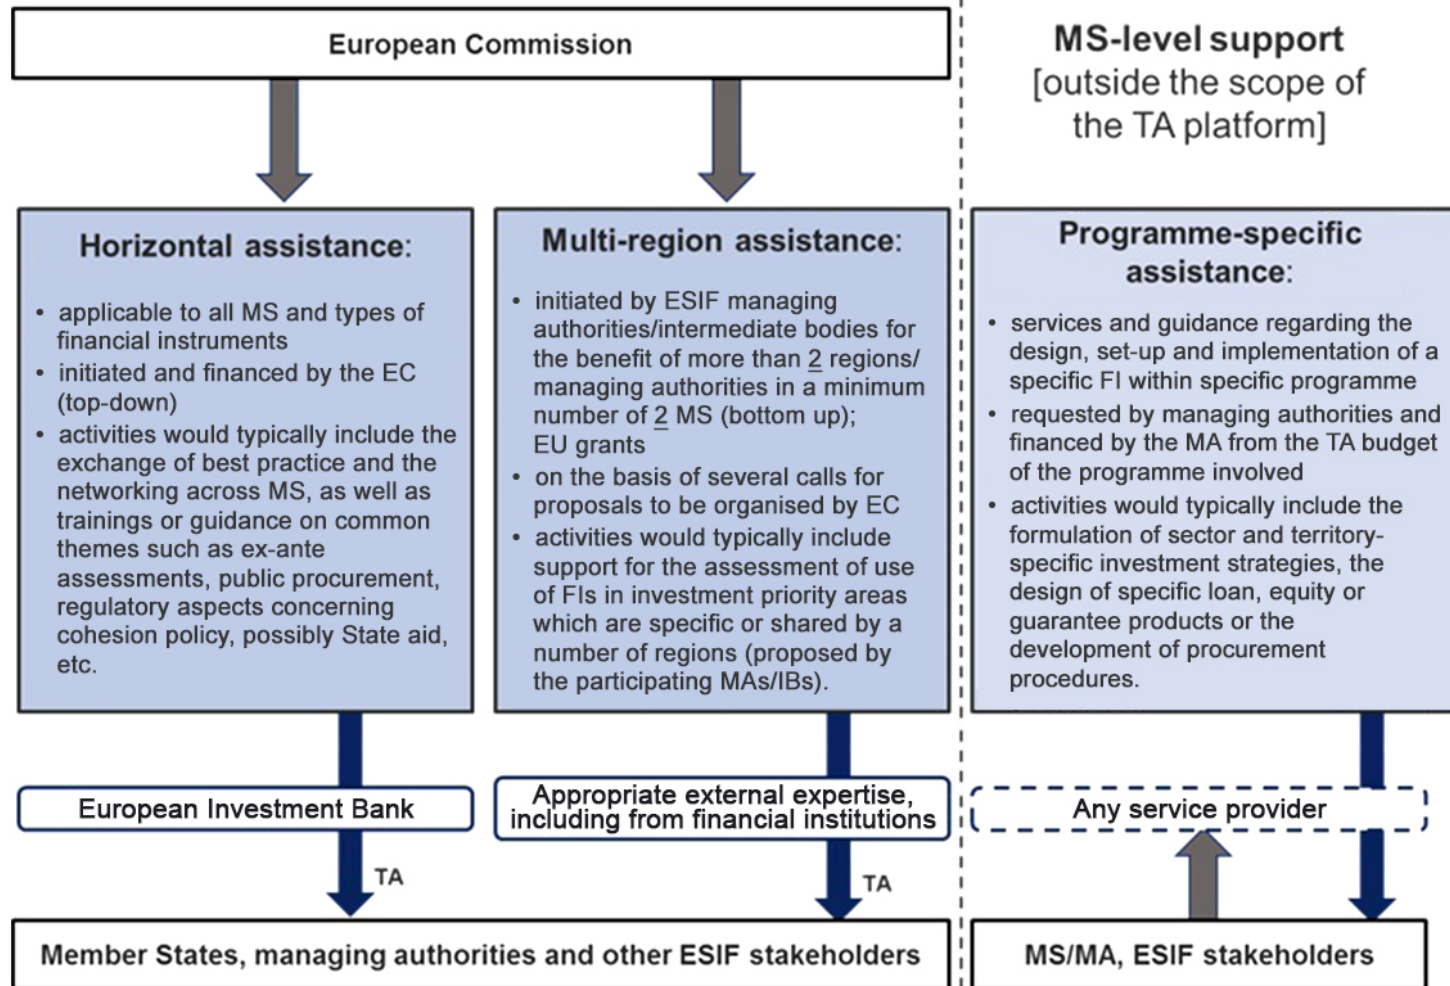 European Commission
MS-level support
[outside the scope of
the TA platform]
Horizontal assistance:
• applicable to all MS and types of
financial instruments
• initiated and financed by the EC
(top-down)
• activities would typically include the
exchange of best practice and the
networking across MS, as well as
trainings or guidance on common
themes such as ex-ante
assessments, public procurement,
regulatory aspects concerning
cohesion policy, possibly State aid,
etc.
Multi-region assistance:
• initiated by ESIF managing
authorities/intermediate bodies for
the benefit of more than 2 regions/
managing authorities in a minimum
number of 2 MS (bottom up);
EU grants
• on the basis of several calls for
proposals to be organised by EC
• activities would typically include
support for the assessment of use
of FIs in investment priority areas
which are specific or shared by a
number of regions (proposed by
the participating MAs/IBs).
Programme-specific
assistance:
• services and guidance regarding the
design, set-up and implementation of a
specific FI within specific programme
• requested by managing authorities and
financed by the MA from the TA budget
of the programme involved
• activities would typically include the
formulation of sector and territory-
specific investment strategies, the
design of specific loan, equity or
guarantee products or the
development of procurement
procedures.
European Investment Bank
Appropriate external expertise,
including from financial institutions
Any service provider
TA
TA
Member States, managing authorities and other ESIF stakeholders
MS/MA, ESIF stakeholders